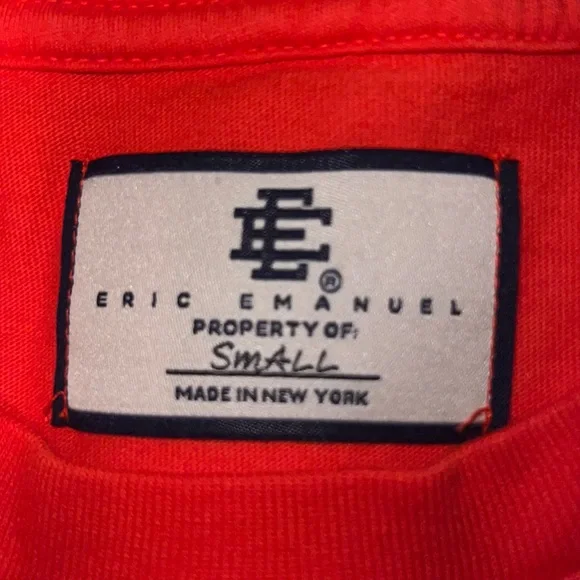 EE®
ERIC EMANUEL
PROPERTY OF:
SMALL
MADE IN NEW YORK